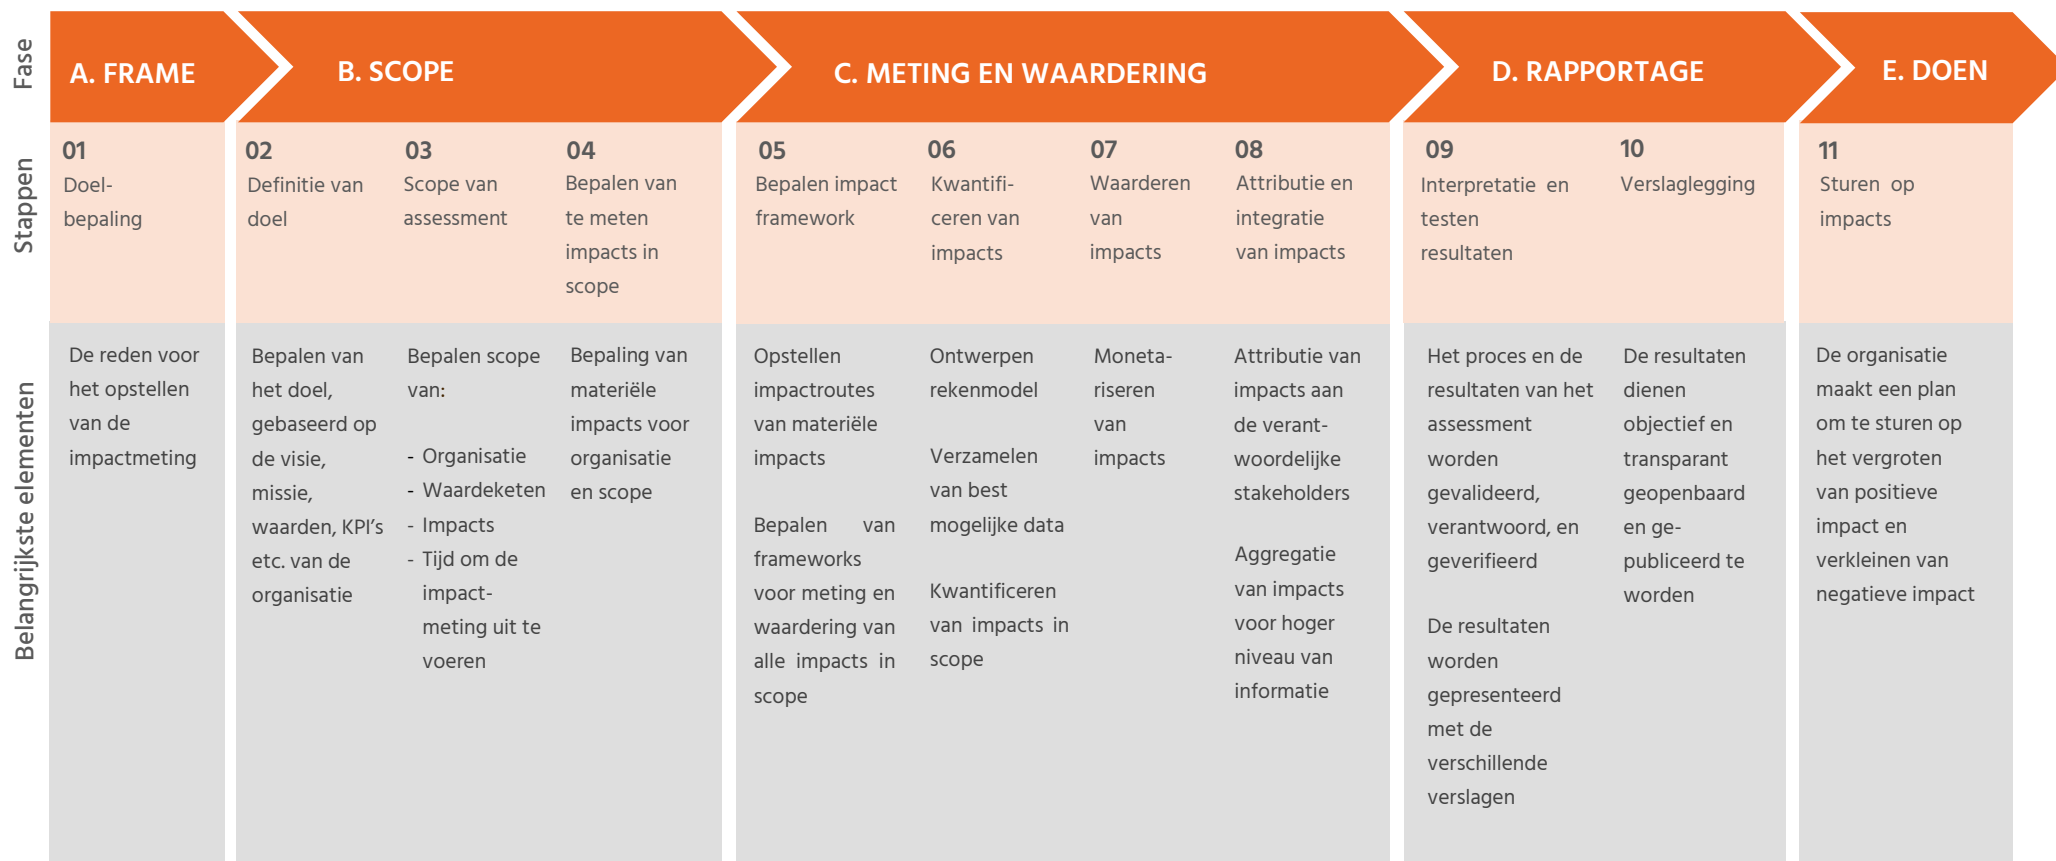 Fase
A. FRAME
B. SCOPE
C. METING EN WAARDERING
D. RAPPORTAGE
E. DOEN
Stappen
01
Doel-
bepaling
02
Definitie van
doel
03
Scope van
assessment
04
Bepalen van
te meten
impacts in
scope
05
Bepalen impact
framework
06
Kwantifi-
ceren van
impacts
07
Waarderen
van
impacts
08
Attributie en
integratie
van impacts
09
Interpretatie en
testen
resultaten
10
Verslaglegging
11
Sturen op
impacts
Belangrijkste elementen
De reden voor
het opstellen
van de
impactmeting
Bepalen van
het doel,
gebaseerd op
de visie,
missie,
waarden, KPI's
etc. van de
organisatie
Bepalen scope
van:
- Organisatie
- Waardeketen
- Impacts
- Tijd om de
impact-
meting uit te
voeren
Bepaling van
materiële
impacts voor
organisatie
en scope
Opstellen
impactroutes
van materiële
impacts
Bepalen van
frameworks
voor meting en
waardering van
alle impacts in
scope
Ontwerpen
rekenmodel
Verzamelen
van best
mogelijke data
Kwantificeren
van impacts in
scope
Moneta-
riseren
van
impacts
Attributie van
impacts aan
de verant-
woordelijke
stakeholders
Aggregatie
van impacts
voor hoger
niveau van
informatie
Het proces en de
resultaten van het
assessment
worden
gevalideerd,
verantwoord, en
geverifieerd
De resultaten
worden
gepresenteerd
met de
verschillende
verslagen
De resultaten
dienen
objectief en
transparant
geopenbaard
en ge-
publiceerd te
worden
De organisatie
maakt een plan
om te sturen op
het vergroten
van positieve
impact en
verkleinen van
negatieve impact